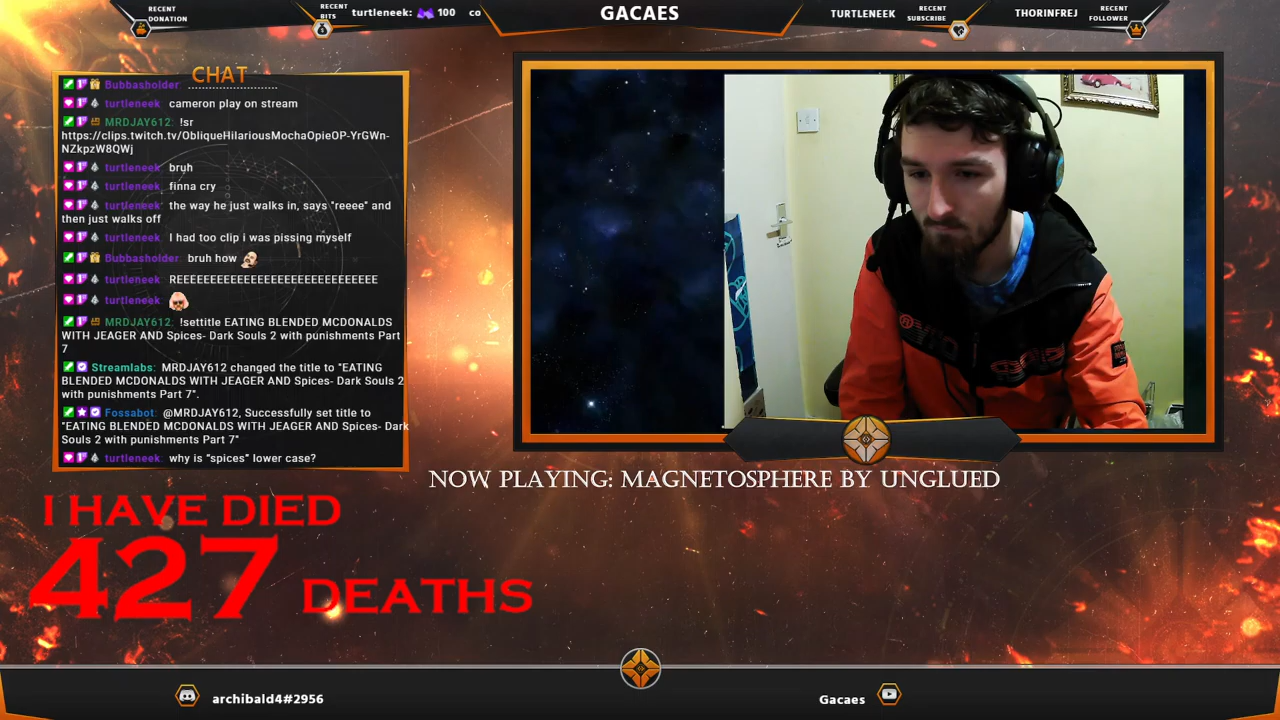 RECENT
DONATION
RECENT
BITS
turtleneek: 100 co
GACAES
TURTLENEEK
RECENT
SUBSCRIBE
THORINFREJ
RECENT
FOLLOWER
CHAT
Bubbasholder:
turtleneek: cameron play on stream
MRDJAY612: !sr
https://clips.twitch.tv/ObliqueHilariousMochaOpieOP-YrGWn-
NZkpzW8QWj
turtleneek: bruh
turtleneek: finna cry
turtleneek: the way he just walks in, says "reeee" and
then just walks off
turtleneek: I had too clip i was pissing myself
Bubbasholder: bruh how
turtleneek: REEEEEEEEEEEEEEEEEEEEEEEEEEE
turtleneek:
MRDJAY612: !settitle EATING BLENDED MCDONALDS
WITH JEAGER AND Spices- Dark Souls 2 with punishments Part
7
Streamlabs: MRDJAY612 changed the title to "EATING
BLENDED MCDONALDS WITH JEAGER AND Spices- Dark Souls 2
with punishments Part 7".
Fossabot: @MRDJAY612, Successfully set title to
"EATING BLENDED MCDONALDS WITH JEAGER AND Spices- Dark
Souls 2 with punishments Part 7"
turtleneek: why is "spices" lower case?
NOW PLAYING: MAGNETOSPHERE BY UNGLUED
I HAVE DIED
427 DEATHS
archibald4#2956
Gacaes